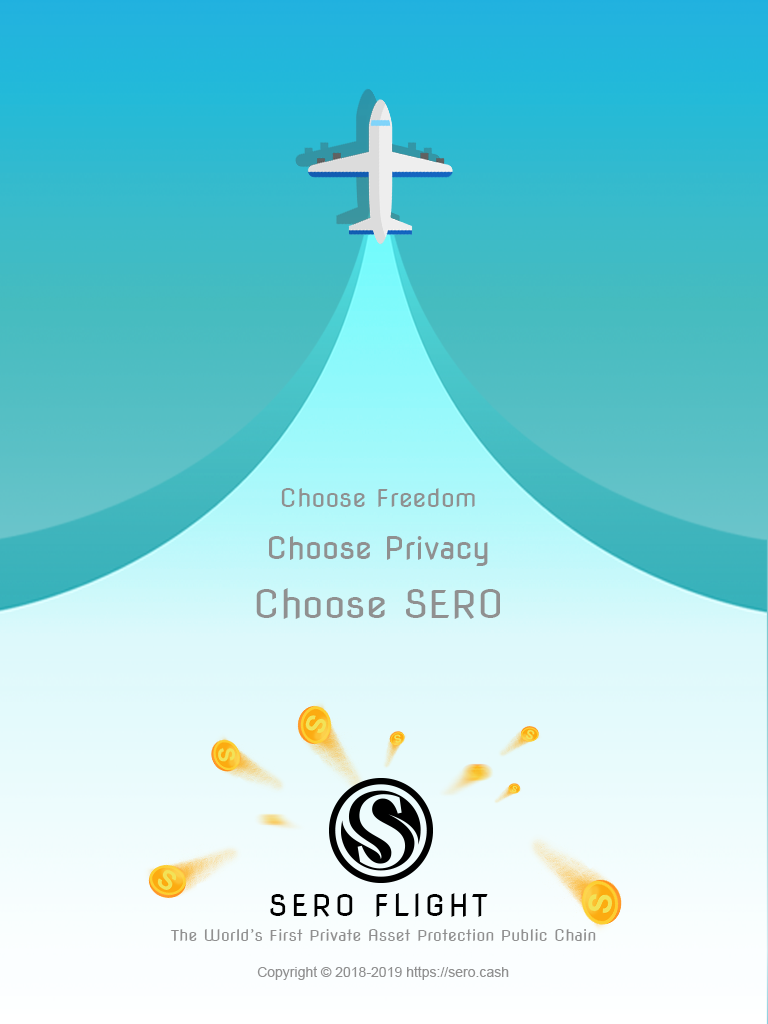 Choose Freedom
Choose Privacy
Choose SERO
SERO FLIGHT
The World's First Private Asset Protection Public Chain
Copyright © 2018-2019 https://sero.cash